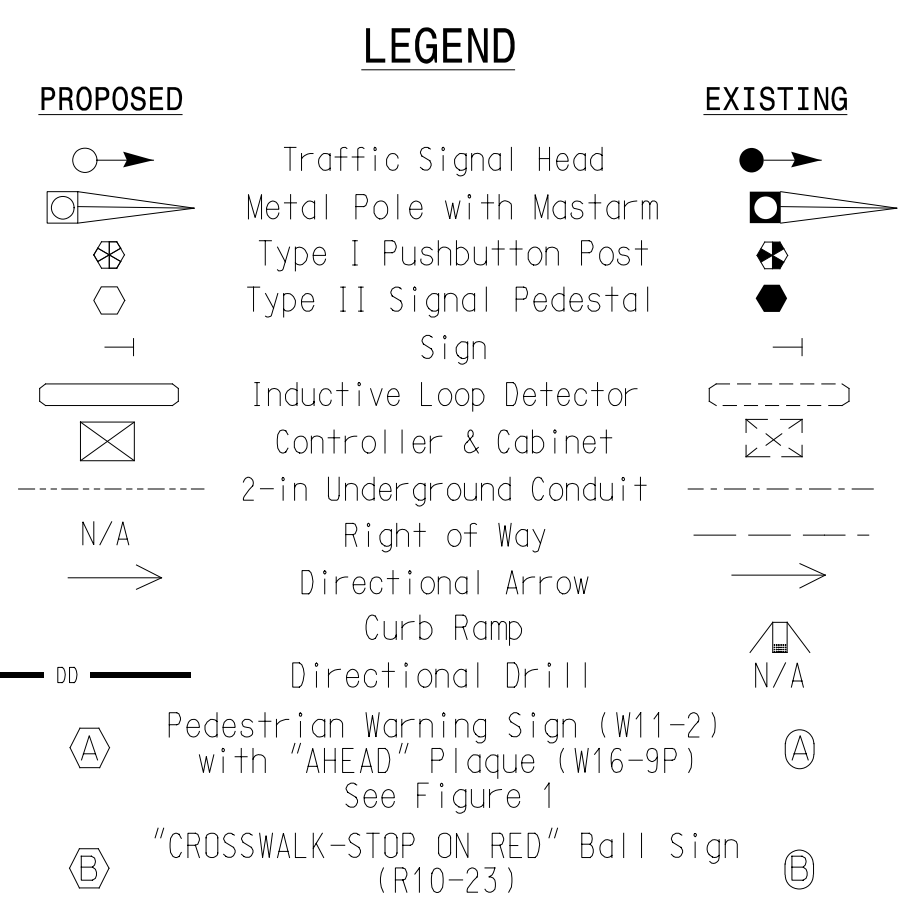 LEGEND
PROPOSED EXISTING
Traffic Signal Head
Metal Pole with Mastarm
Type I Pushbutton Post
Type II Signal Pedestal
Sign
Inductive Loop Detector
Controller & Cabinet
2-in Underground Conduit
N/A Right of Way
Directional Arrow
Curb Ramp
DD Directional Drill N/A
Pedestrian Warning Sign (W11-2)
A with "AHEAD" Plaque (W16-9P) A
See Figure 1
"CROSSWALK-STOP ON RED" Ball Sign
B (R10-23) B